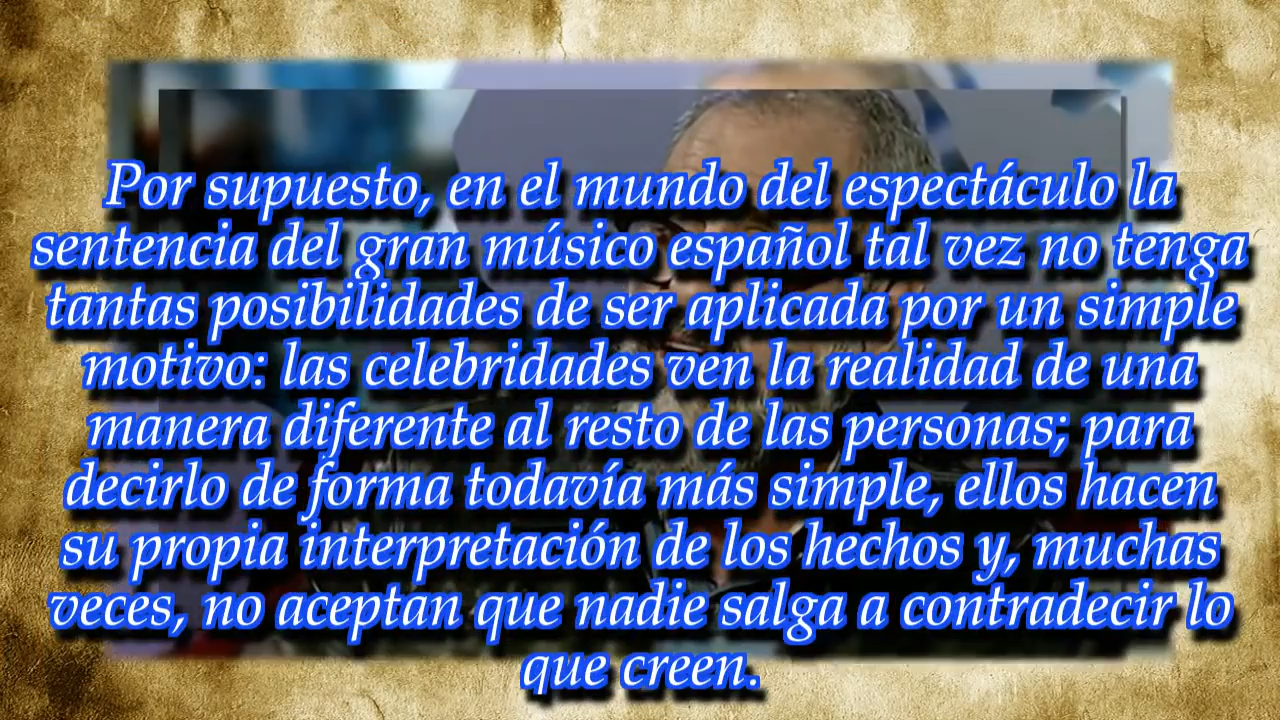 Por supuesto, en el mundo del espectáculo la
sentencia del gran músico español tal vez no tenga
tantas posibilidades de ser aplicada por un simple
motivo: las celebridades ven la realidad de una
manera diferente al resto de las personas; para
decirlo de forma todavía más simple, ellos hacen
su propia interpretación de los hechos y, muchas
veces, no aceptan que nadie salga a contradecir lo
que creen.